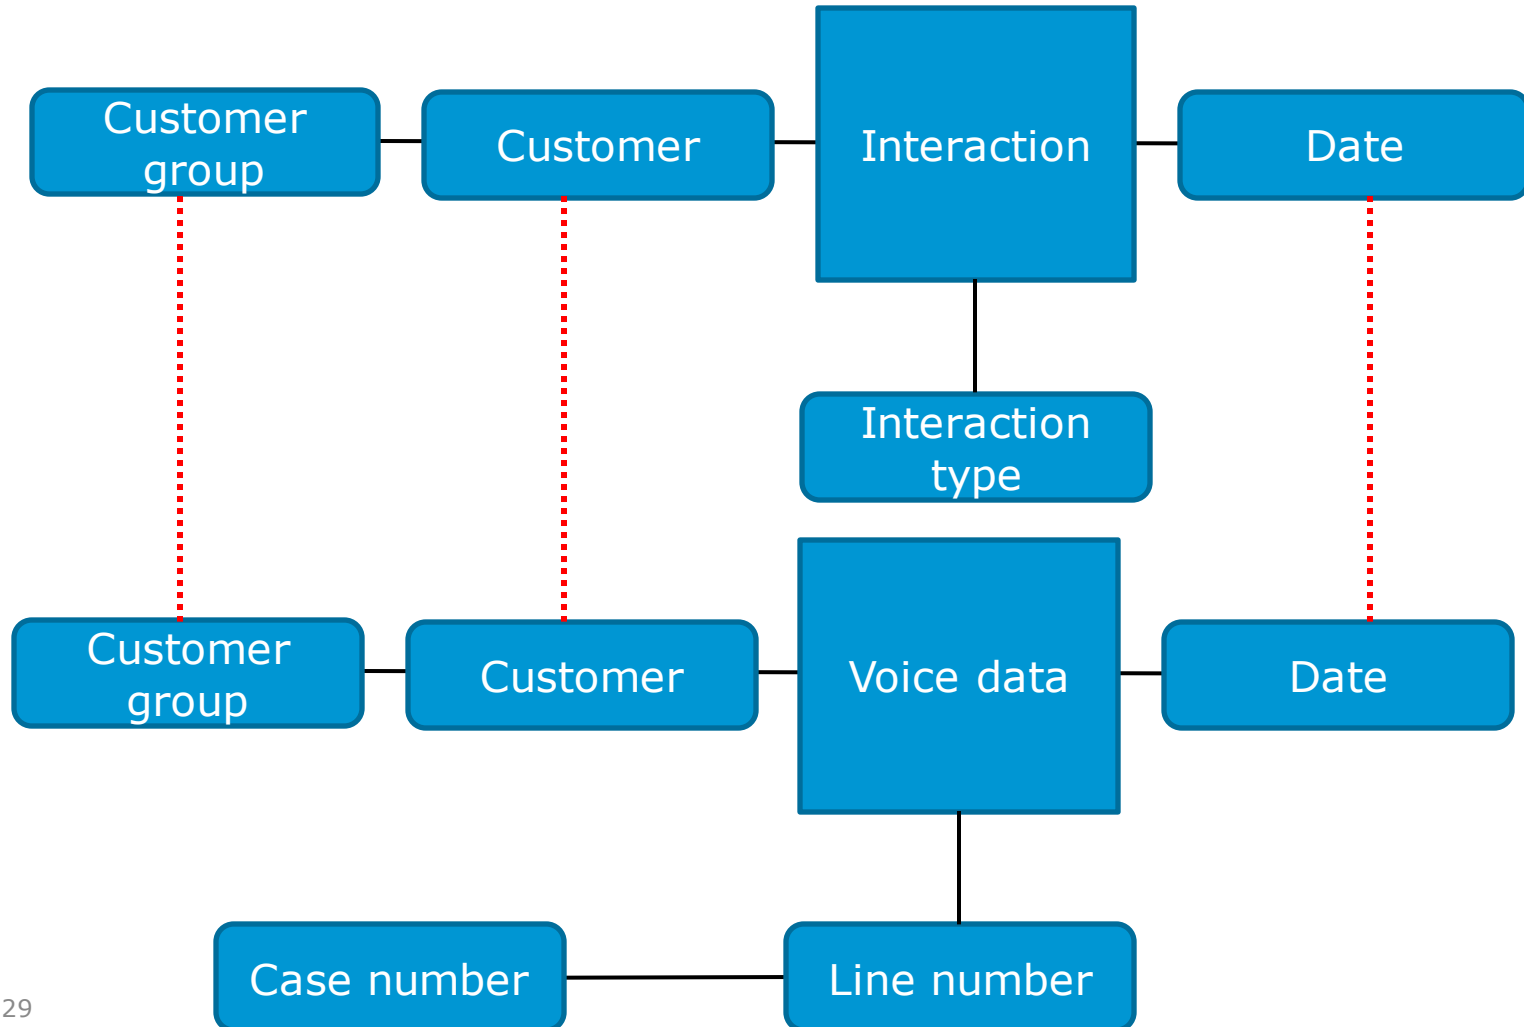 Customer
group
Customer
Interaction
Date
Interaction
type
Customer
group
Customer
Voice data
Date
Case number
Line number
29